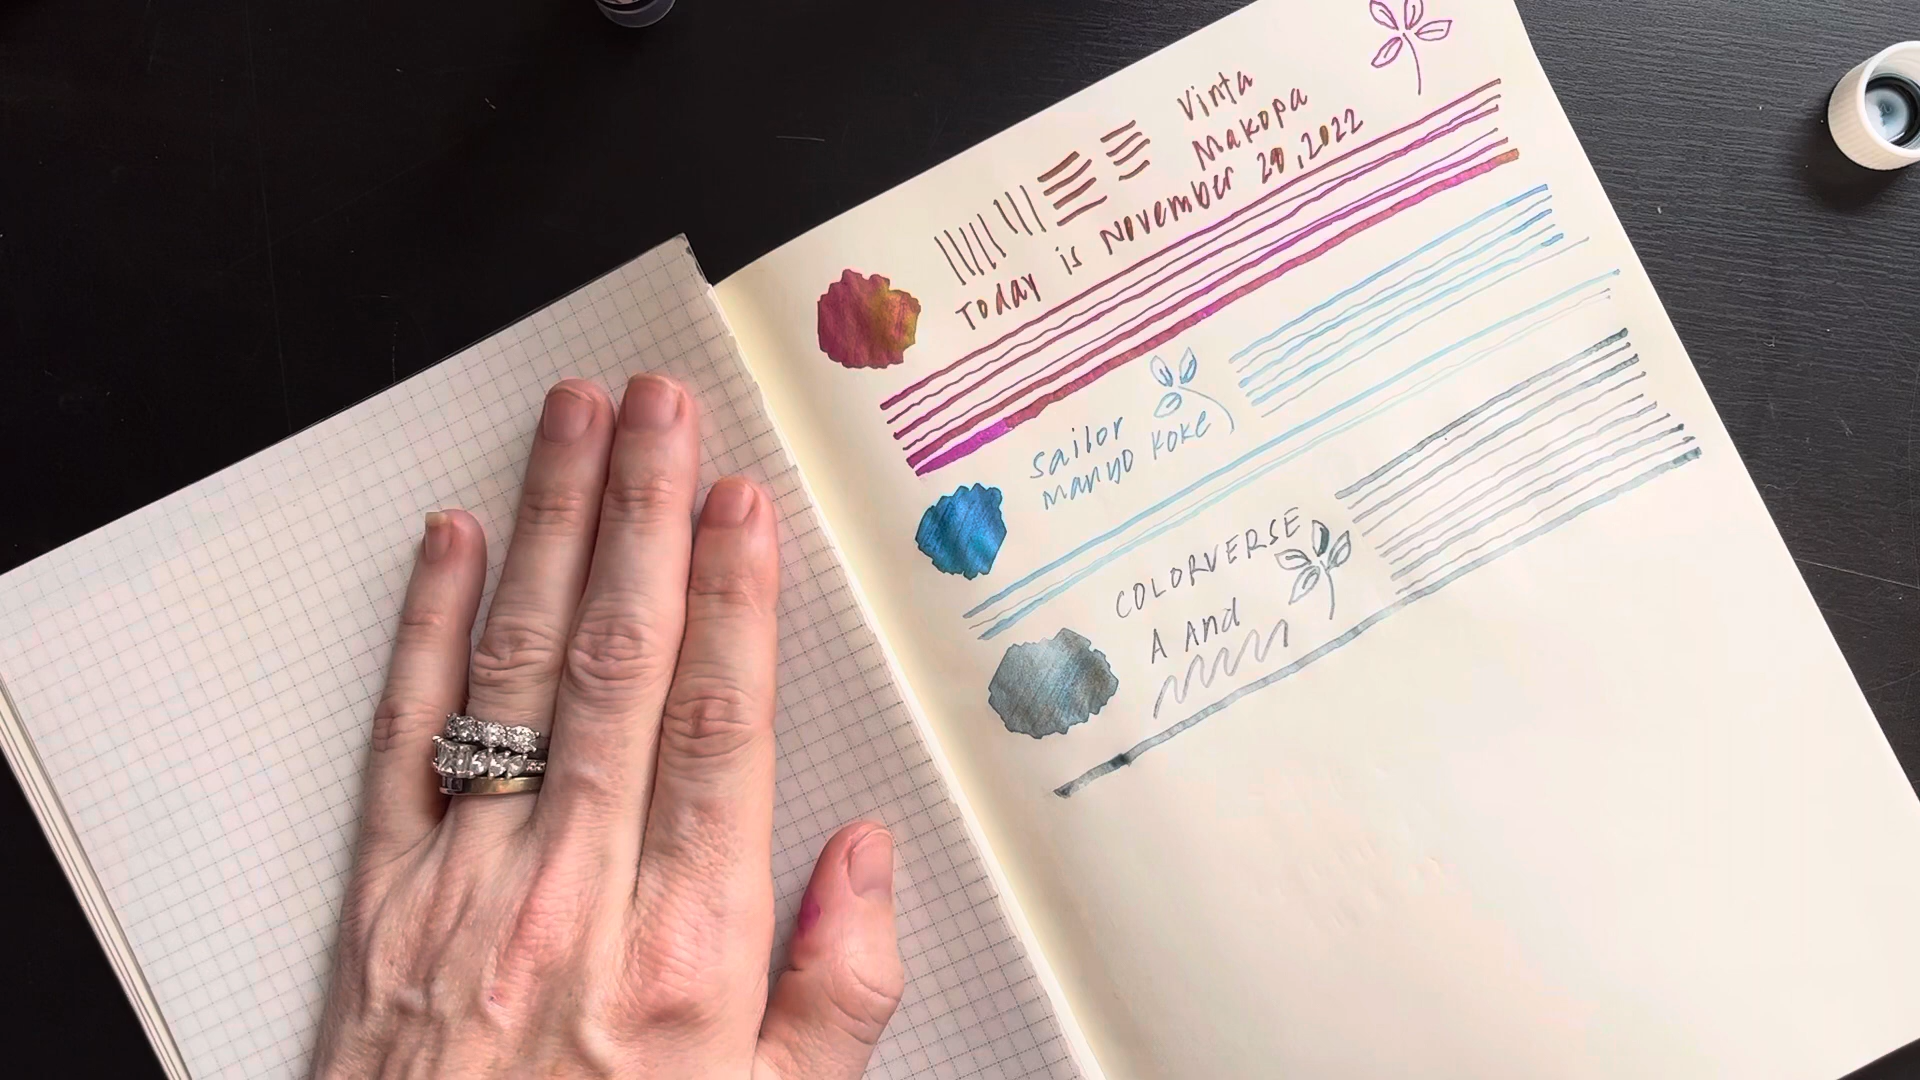 Vinta
Makopa
Today is November 20, 2022
Sailor
manyo Koke
COLORVERSE
A And